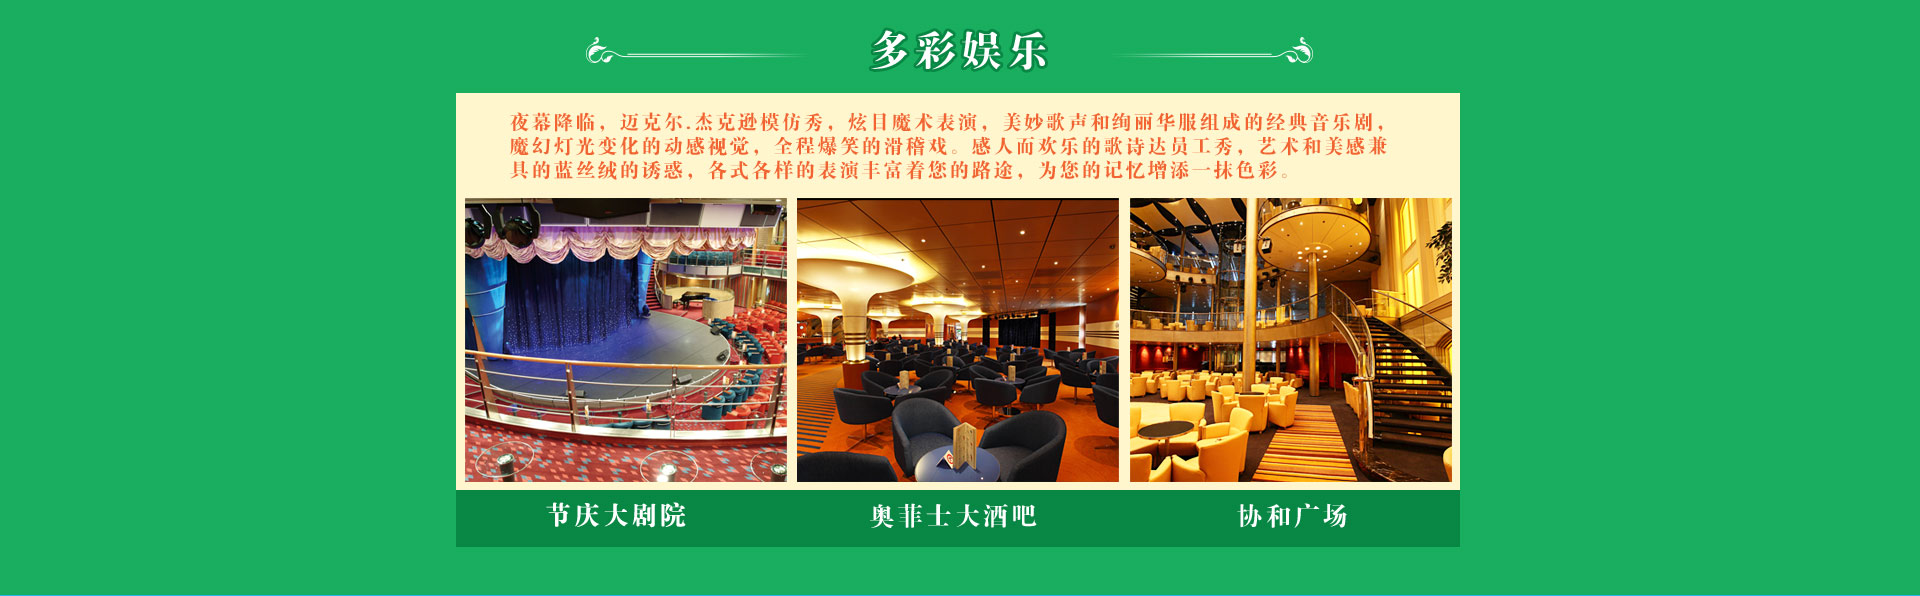 多彩娱乐
夜幕降临，迈克尔.杰克逊模仿秀，炫目魔术表演，美妙歌声和绚丽华服组成的经典音乐剧，
魔幻灯光变化的动感视觉，全程爆笑的滑稽戏。感人而欢乐的歌诗达员工秀，艺术和美感兼
具的蓝丝绒的诱惑，各式各样的表演丰富着您的路途，为您的记忆增添一抹色彩。
节庆大剧院
奥菲士大酒吧
协和广场